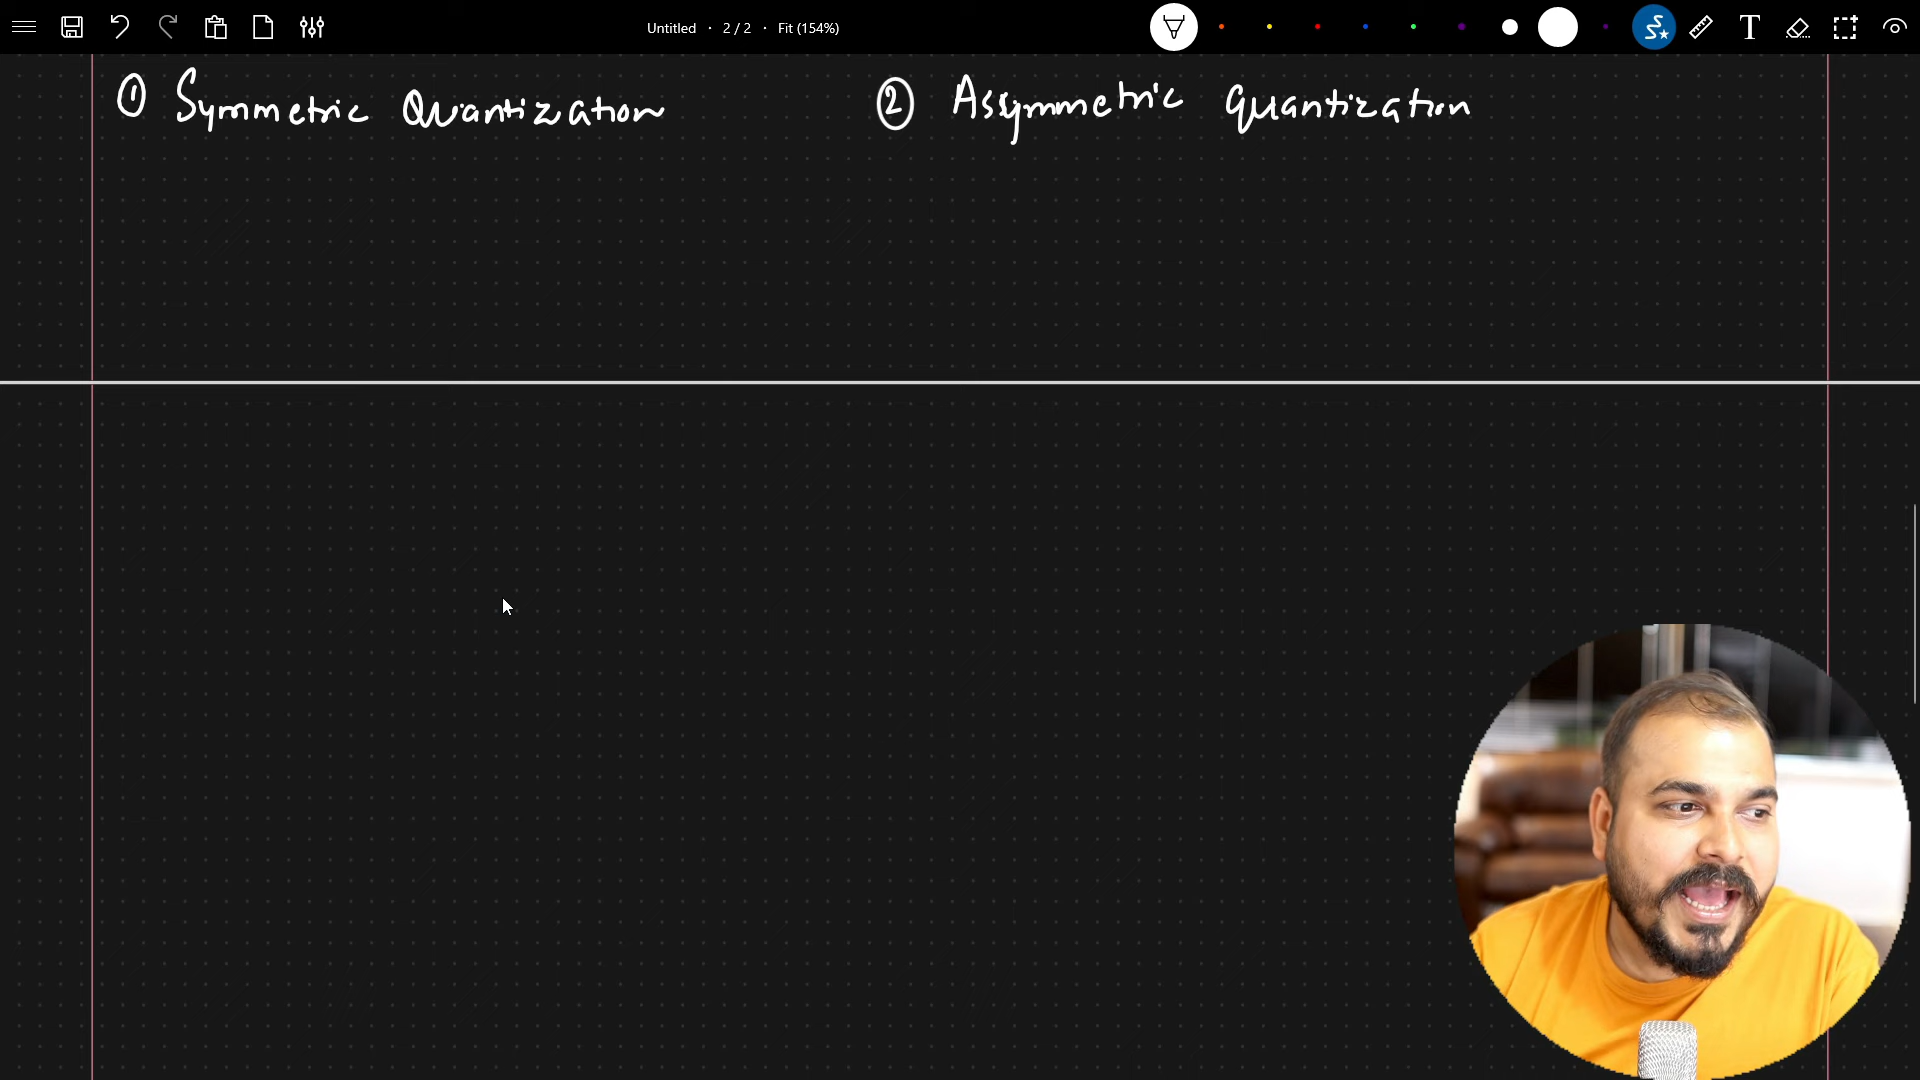 Untitled · 2 / 2 · Fit (154%)
① Symmetric Quantization ② Assymmetric Quantization